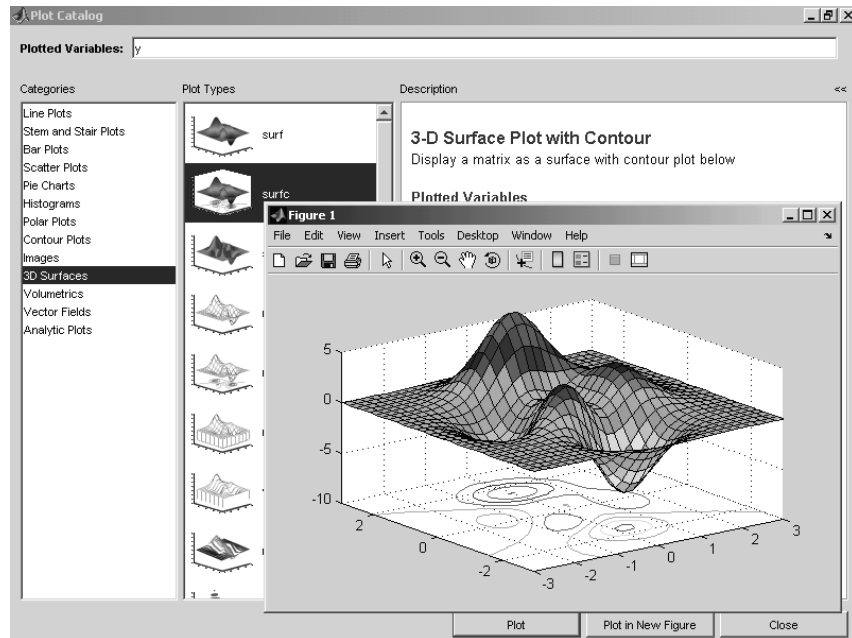 Plot Catalog
Plotted Variables: y
Categories
Plot Types
Description
<<
Line Plots
Stem and Stair Plots
Bar Plots
Scatter Plots
Pie Charts
Histograms
Polar Plots
Contour Plots
Images
3D Surfaces
Volumetrics
Vector Fields
Analytic Plots
surf
surfc
3-D Surface Plot with Contour
Display a matrix as a surface with contour plot below
Plotted Variables
Figure 1
File Edit View Insert Tools Desktop Window Help
5
0
-5
-10
2
0
-2
-3
-2
-1
0
1
2
3
Plot
Plot in New Figure
Close